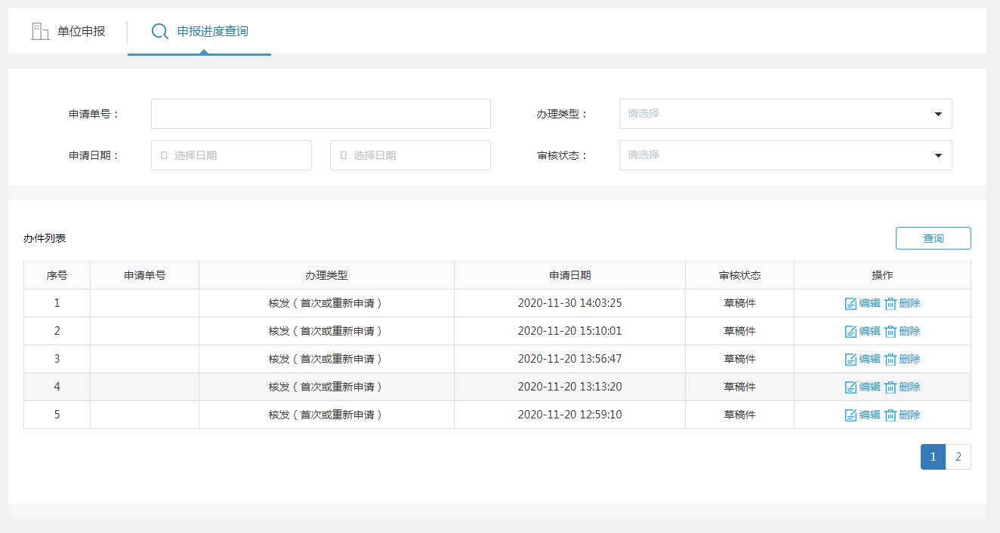 单位申报 申报进度查询
申请单号： 办理类型： 请选择
申请日期： 选择日期 选择日期 审核状态： 请选择
办件列表 查询
序号 申请单号 办理类型 申请日期 审核状态 操作
1 核发（首次或重新申请） 2020-11-30 14:03:25 草稿件 编辑 删除
2 核发（首次或重新申请） 2020-11-20 15:10:01 草稿件 编辑 删除
3 核发（首次或重新申请） 2020-11-20 13:56:47 草稿件 编辑 删除
4 核发（首次或重新申请） 2020-11-20 13:13:20 草稿件 编辑 删除
5 核发（首次或重新申请） 2020-11-20 12:59:10 草稿件 编辑 删除
1 2